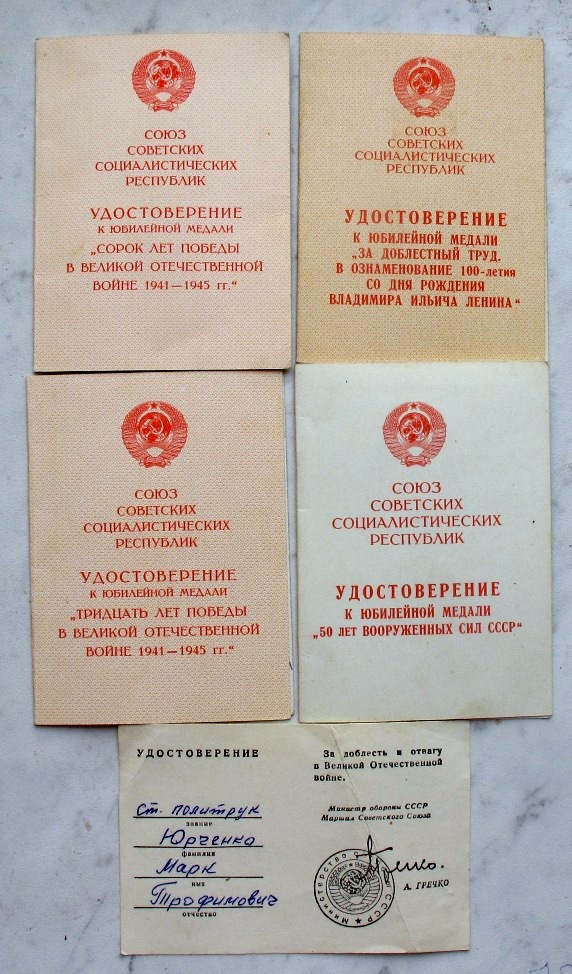 СОЮЗ
СОВЕТСКИХ
СОЦИАЛИСТИЧЕСКИХ
РЕСПУБЛИК
УДОСТОВЕРЕНИЕ
К ЮБИЛЕЙНОЙ МЕДАЛИ
„СОРОК ЛЕТ ПОБЕДЫ
В ВЕЛИКОЙ ОТЕЧЕСТВЕННОЙ
ВОЙНЕ 1941—1945 гг.“
СОЮЗ
СОВЕТСКИХ
СОЦИАЛИСТИЧЕСКИХ
РЕСПУБЛИК
УДОСТОВЕРЕНИЕ
К ЮБИЛЕЙНОЙ МЕДАЛИ
„ЗА ДОБЛЕСТНЫЙ ТРУД.
В ОЗНАМЕНОВАНИЕ 100-летия
СО ДНЯ РОЖДЕНИЯ
ВЛАДИМИРА ИЛЬИЧА ЛЕНИНА“
СОЮЗ
СОВЕТСКИХ
СОЦИАЛИСТИЧЕСКИХ
РЕСПУБЛИК
УДОСТОВЕРЕНИЕ
К ЮБИЛЕЙНОЙ МЕДАЛИ
„ТРИДЦАТЬ ЛЕТ ПОБЕДЫ
В ВЕЛИКОЙ ОТЕЧЕСТВЕННОЙ
ВОЙНЕ 1941—1945 гг.“
СОЮЗ
СОВЕТСКИХ
СОЦИАЛИСТИЧЕСКИХ
РЕСПУБЛИК
УДОСТОВЕРЕНИЕ
К ЮБИЛЕЙНОЙ МЕДАЛИ
„50 ЛЕТ ВООРУЖЕННЫХ СИЛ СССР“
УДОСТОВЕРЕНИЕ
Ст. политрук
звание
Юрченко
фамилия
Марк
имя
Трофимович
отчество
За доблесть и отвагу
в Великой Отечественной
войне.
Министр обороны СССР
Маршал Советского Союза
А. ГРЕЧКО
Министерство
СССР